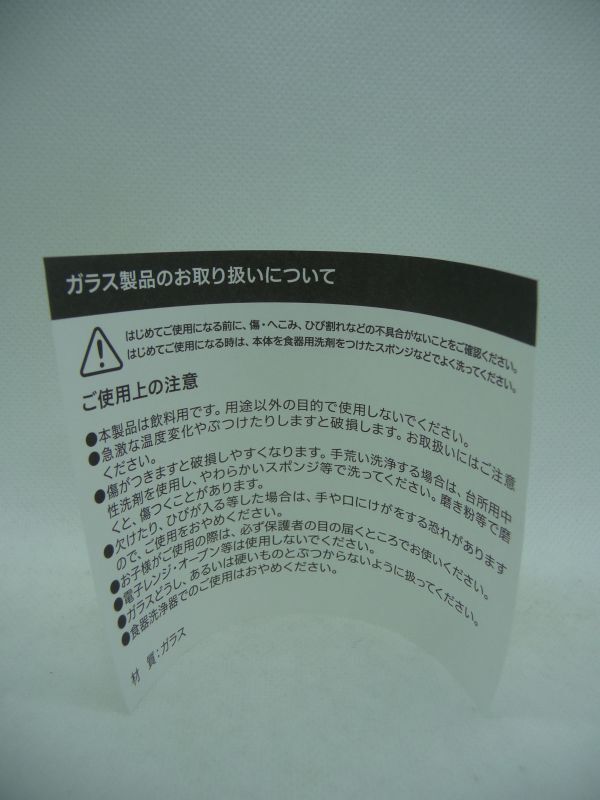 ガラス製品のお取り扱いについて
はじめてご使用になる前に、傷・へこみ、ひび割れなどの不具合がないことをご確認ください。
はじめてご使用になる時は、本体を食器用洗剤をつけたスポンジなどでよく洗ってください。
ご使用上の注意
●本製品は飲料用です。用途以外の目的で使用しないでください。
●急激な温度変化やぶつけたりしますと破損します。お取扱いにはご注意
ください。
●傷がつきますと破損しやすくなります。手荒い洗浄する場合は、台所用中
性洗剤を使用し、やわらかいスポンジ等で洗ってください。磨き粉等で磨
くと、傷つくことがあります。
●欠けたり、ひびが入る等した場合は、手や口にけがをする恐れがあります
ので、ご使用をおやめください。
●お子様がご使用の際は、必ず保護者の目の届くところでお使いください。
●電子レンジ・オーブン等は使用しないでください。
●ガラスどうし、あるいは硬いものとぶつからないように扱ってください。
●食器洗浄器でのご使用はおやめください。
材 質:ガラス